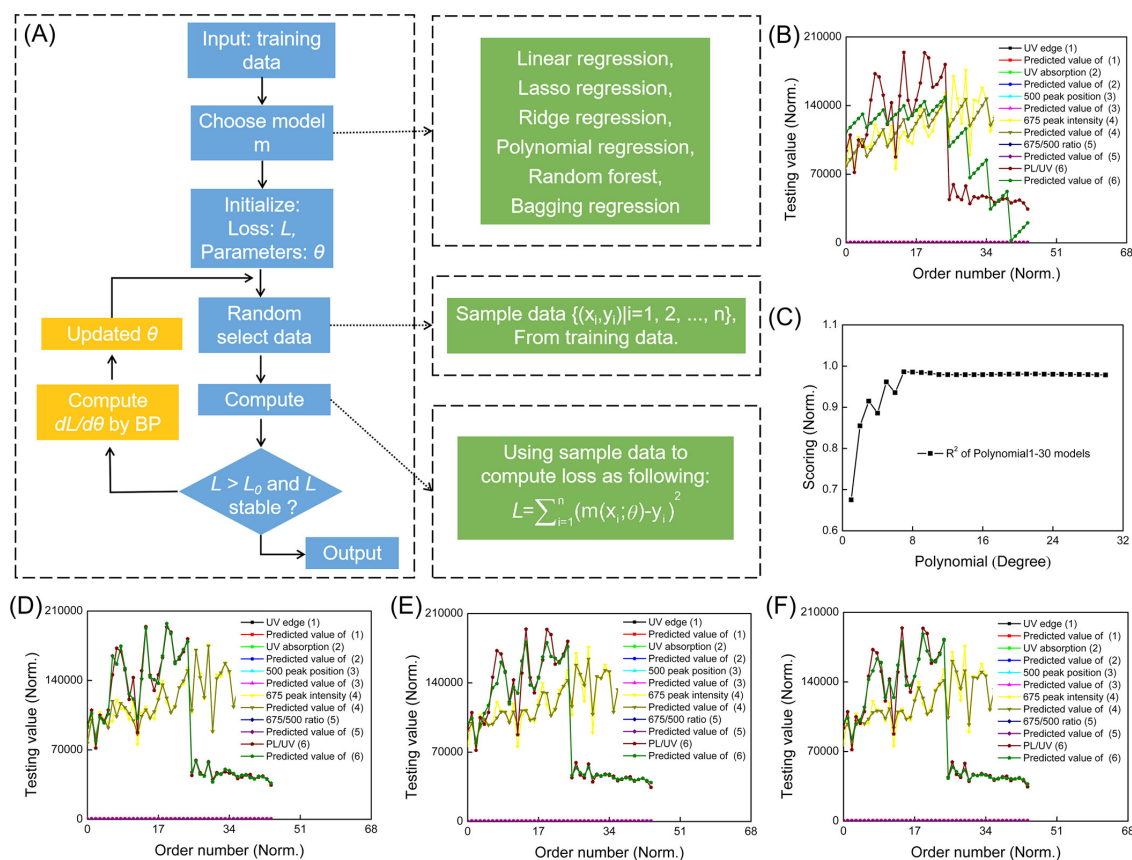 (A)
Input: training
data
Choose model
m
Initialize:
Loss: L,
Parameters: θ
Random
select data
Compute
L > L0 and L
stable ?
Output
Updated θ
Compute
dL/dθ by BP
Linear regression,
Lasso regression,
Ridge regression,
Polynomial regression,
Random forest,
Bagging regression
Sample data {(xi,yi)|i=1, 2, ..., n},
From training data.
Using sample data to
compute loss as following:
L=∑ni=1(m(xi;θ)-yi)2
(B)
210000
140000
70000
0
Testing value (Norm.)
0 17 34 51 68
Order number (Norm.)
UV edge (1)
Predicted value of (1)
UV absorption (2)
Predicted value of (2)
500 peak position (3)
Predicted value of (3)
675 peak intensity (4)
Predicted value of (4)
675/500 ratio (5)
Predicted value of (5)
PL/UV (6)
Predicted value of (6)
(C)
1.1
1.0
0.9
0.8
0.7
0.6
Scoring (Norm.)
R2 of Polynomial1-30 models
0 8 16 24 32
Polynomial (Degree)
(D)
210000
140000
70000
0
Testing value (Norm.)
0 17 34 51 68
Order number (Norm.)
UV edge (1)
Predicted value of (1)
UV absorption (2)
Predicted value of (2)
500 peak position (3)
Predicted value of (3)
675 peak intensity (4)
Predicted value of (4)
675/500 ratio (5)
Predicted value of (5)
PL/UV (6)
Predicted value of (6)
(E)
210000
140000
70000
0
Testing value (Norm.)
0 17 34 51 68
Order number (Norm.)
UV edge (1)
Predicted value of (1)
UV absorption (2)
Predicted value of (2)
500 peak position (3)
Predicted value of (3)
675 peak intensity (4)
Predicted value of (4)
675/500 ratio (5)
Predicted value of (5)
PL/UV (6)
Predicted value of (6)
(F)
210000
140000
70000
0
Testing value (Norm.)
0 17 34 51 68
Order number (Norm.)
UV edge (1)
Predicted value of (1)
UV absorption (2)
Predicted value of (2)
500 peak position (3)
Predicted value of (3)
675 peak intensity (4)
Predicted value of (4)
675/500 ratio (5)
Predicted value of (5)
PL/UV (6)
Predicted value of (6)